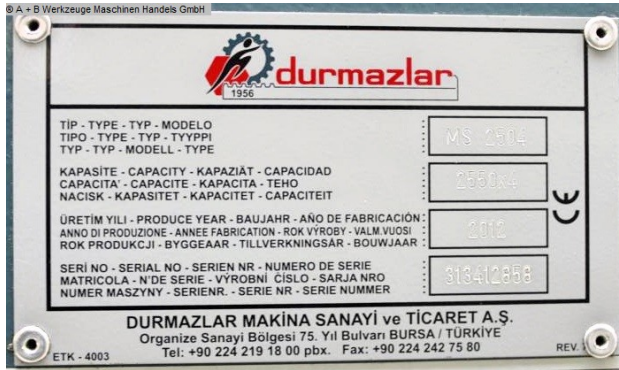 © A + B Werkzeuge Maschinen Handels GmbH
durmazlar
1956
TİP - TYPE - TYP - MODELO
TIPO - TYPE - TYP - TYYPPI
TYP - TYP - MODELL - TYPE
MS 2504
KAPASİTE - CAPACITY - KAPAZİÄT - CAPACIDAD
CAPACITA' - CAPACITE - KAPACITA - TEHO
NACISK - KAPASITET - KAPACITET - CAPACITEIT
2550x4
ÜRETİM YILI - PRODUCE YEAR - BAUJAHR - AÑO DE FABRICACIÓN
ANNO DI PRODUZIONE - ANNEE FABRICATION - ROK VÝROBY - VALM.VUOSI
ROK PRODUKCJI - BYGGEAAR - TILLVERKNINGSÁR - BOUWJAAR
2012
CE
SERİ NO - SERIAL NO - SERIEN NR - NUMERO DE SERIE
MATRICOLA - N'DE SERIE - VÝROBNÍ ČÍSLO - SARJA NRO
NUMER MASZYNY - SERIENR. - SERIE NR - SERIE NUMMER
313412858
DURMAZLAR MAKİNA SANAYİ ve TİCARET A.Ş.
Organize Sanayi Bölgesi 75. Yıl Bulvarı BURSA / TÜRKİYE
Tel: +90 224 219 18 00 pbx. Fax: +90 224 242 75 80
ETK - 4003
REV.